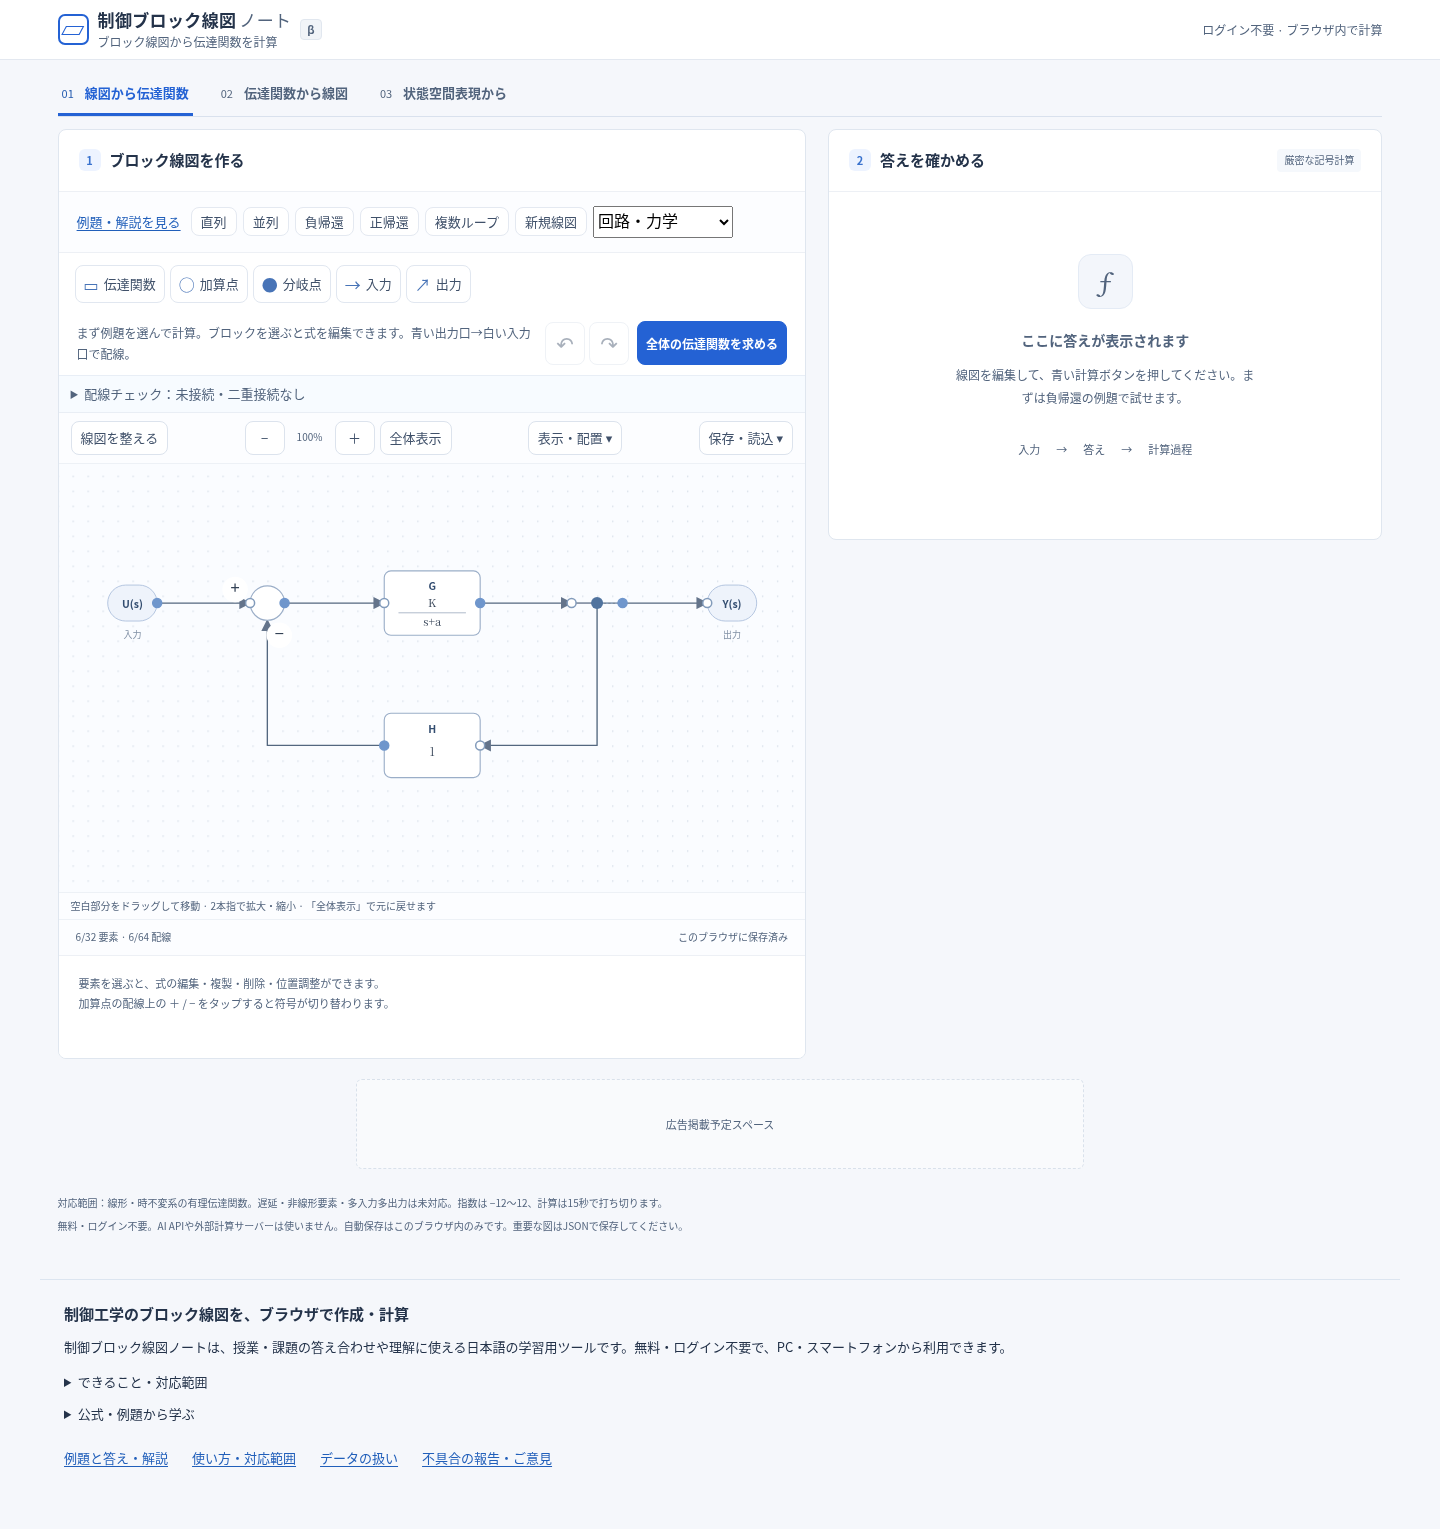 制御ブロック線図 ノート
ブロック線図から伝達関数を計算
β
ログイン不要・ブラウザ内で計算
01 線図から伝達関数
02 伝達関数から線図
03 状態空間表現から
1 ブロック線図を作る
例題・解説を見る
直列
並列
負帰還
正帰還
複数ループ
新規線図
回路・力学
▭ 伝達関数
◯ 加算点
● 分岐点
→ 入力
↗ 出力
まず例題を選んで計算。ブロックを選ぶと式を編集できます。青い出力口→白い入力
口で配線。
↶
↷
全体の伝達関数を求める
▶ 配線チェック：未接続・二重接続なし
線図を整える
−
100%
＋
全体表示
表示・配置 ▾
保存・読込 ▾
+
G
K
s+a
U(s)
Y(s)
入力
−
出力
H
1
空白部分をドラッグして移動・2本指で拡大・縮小・「全体表示」で元に戻せます
6/32 要素・6/64 配線
このブラウザに保存済み
要素を選ぶと、式の編集・複製・削除・位置調整ができます。
加算点の配線上の ＋ / − をタップすると符号が切り替わります。
2 答えを確かめる
厳密な記号計算
ƒ
ここに答えが表示されます
線図を編集して、青い計算ボタンを押してください。ま
ずは負帰還の例題で試せます。
入力 → 答え → 計算過程
広告掲載予定スペース
対応範囲：線形・時不変系の有理伝達関数。遅延・非線形要素・多入力多出力は未対応。指数は −12〜12、計算は15秒で打ち切ります。
無料・ログイン不要。AI APIや外部計算サーバーは使いません。自動保存はこのブラウザ内のみです。重要な図はJSONで保存してください。
制御工学のブロック線図を、ブラウザで作成・計算
制御ブロック線図ノートは、授業・課題の答え合わせや理解に使える日本語の学習用ツールです。無料・ログイン不要で、PC・スマートフォンから利用できます。
▶ できること・対応範囲
▶ 公式・例題から学ぶ
例題と答え・解説
使い方・対応範囲
データの扱い
不具合の報告・ご意見